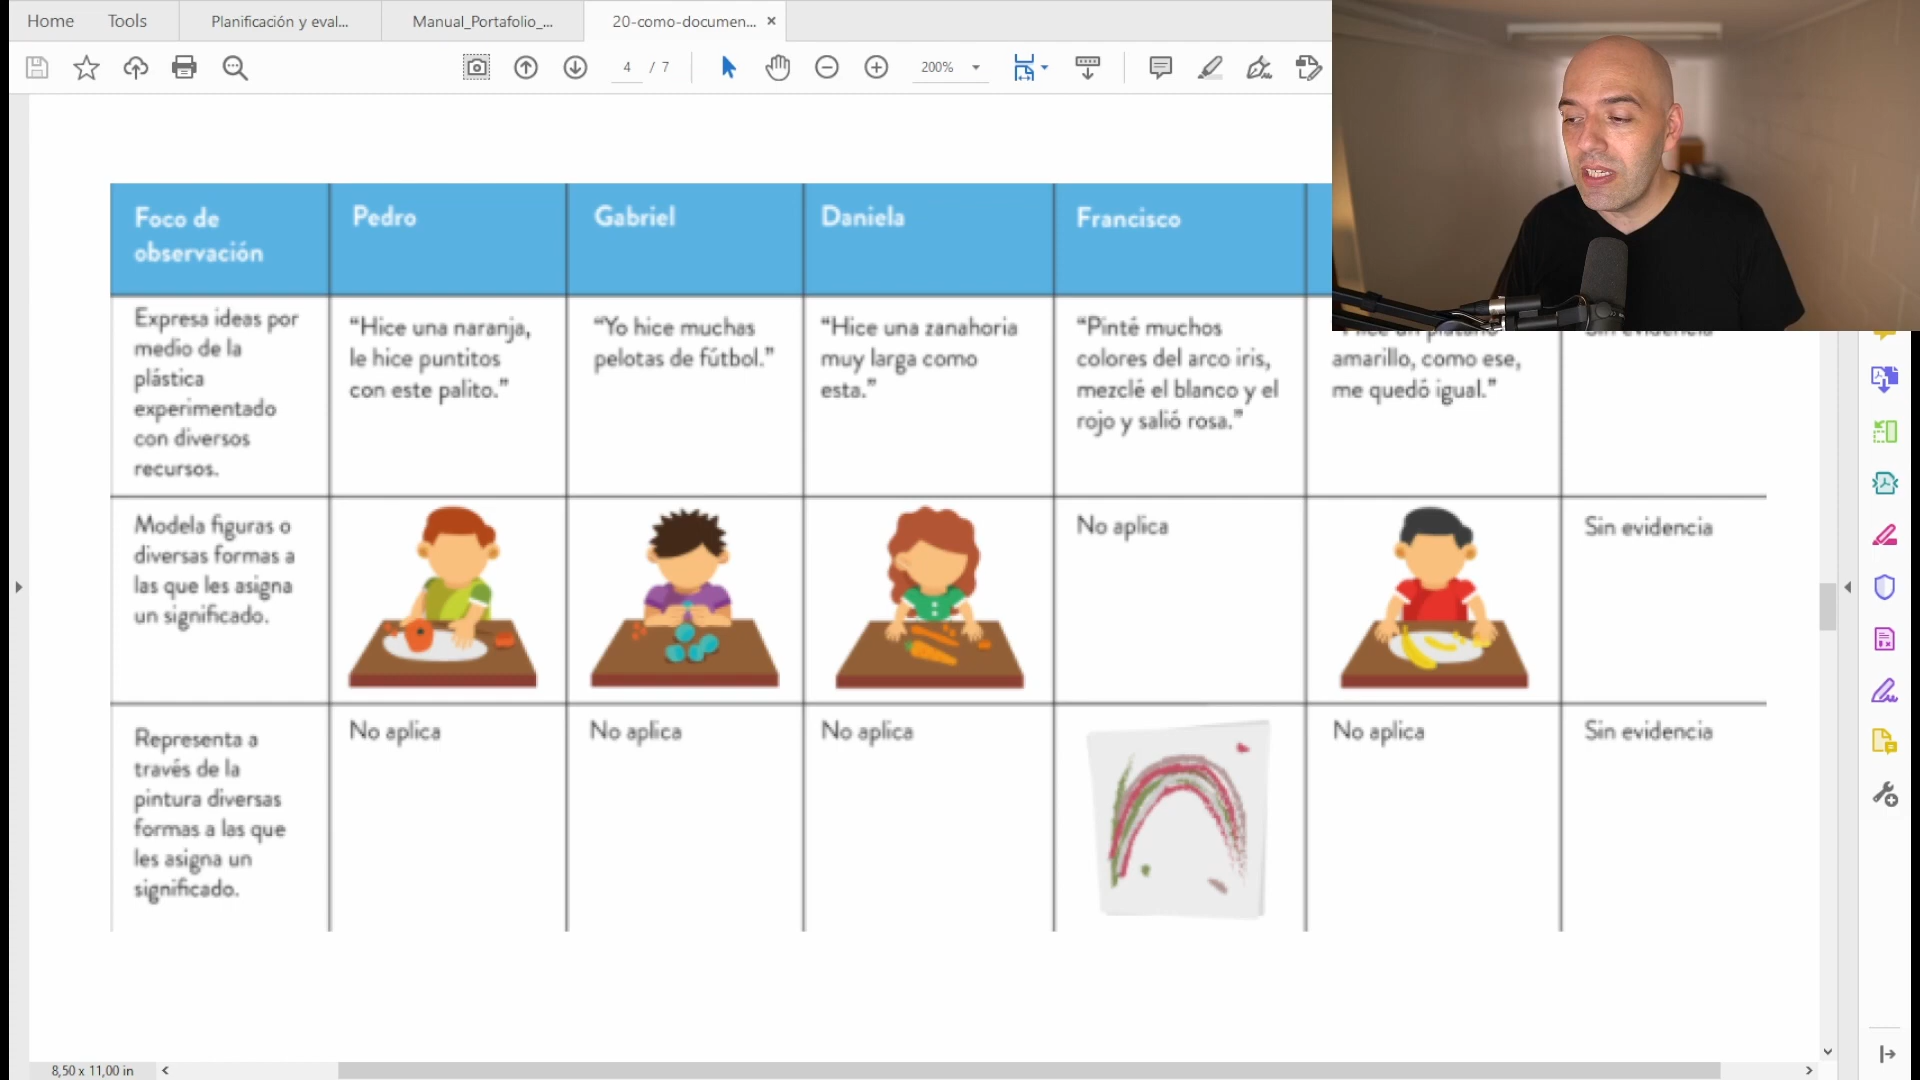 Home
Tools
Planificación y eval...
Manual_Portafolio_...
20-como-documen...
4 / 7
200%
Foco de
observación
Pedro
Gabriel
Daniela
Francisco
Expresa ideas por
medio de la
plástica
experimentado
con diversos
recursos.
“Hice una naranja,
le hice puntitos
con este palito.”
“Yo hice muchas
pelotas de fútbol.”
“Hice una zanahoria
muy larga como
esta.”
“Pinté muchos
colores del arco iris,
mezclé el blanco y el
rojo y salió rosa.”
amarillo, como ese,
me quedó igual.”
Modela figuras o
diversas formas a
las que les asigna
un significado.
No aplica
Sin evidencia
Representa a
través de la
pintura diversas
formas a las que
les asigna un
significado.
No aplica
No aplica
No aplica
No aplica
Sin evidencia
8,50 x 11,00 in